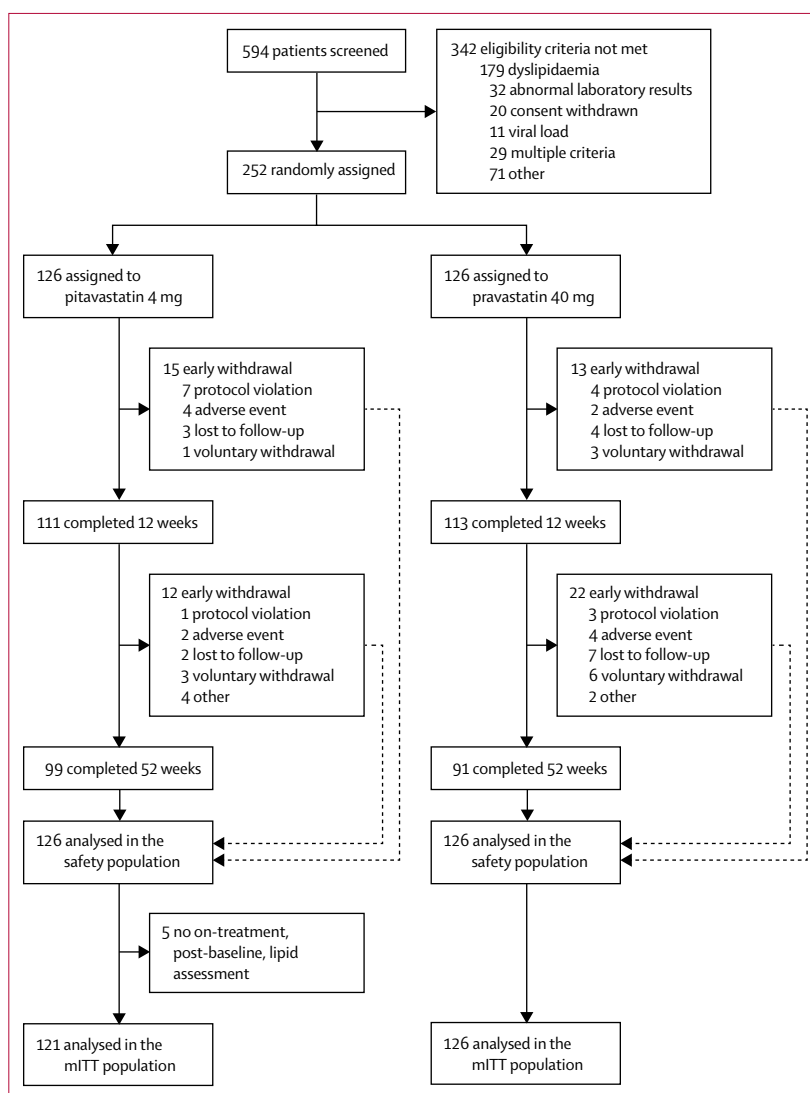 594 patients screened
342 eligibility criteria not met
179 dyslipidaemia
32 abnormal laboratory results
20 consent withdrawn
11 viral load
29 multiple criteria
71 other
252 randomly assigned
126 assigned to
pitavastatin 4 mg
126 assigned to
pravastatin 40 mg
15 early withdrawal
7 protocol violation
4 adverse event
3 lost to follow-up
1 voluntary withdrawal
13 early withdrawal
4 protocol violation
2 adverse event
4 lost to follow-up
3 voluntary withdrawal
111 completed 12 weeks
113 completed 12 weeks
12 early withdrawal
1 protocol violation
2 adverse event
2 lost to follow-up
3 voluntary withdrawal
4 other
22 early withdrawal
3 protocol violation
4 adverse event
7 lost to follow-up
6 voluntary withdrawal
2 other
99 completed 52 weeks
91 completed 52 weeks
126 analysed in the
safety population
126 analysed in the
safety population
5 no on-treatment,
post-baseline, lipid
assessment
121 analysed in the
mITT population
126 analysed in the
mITT population